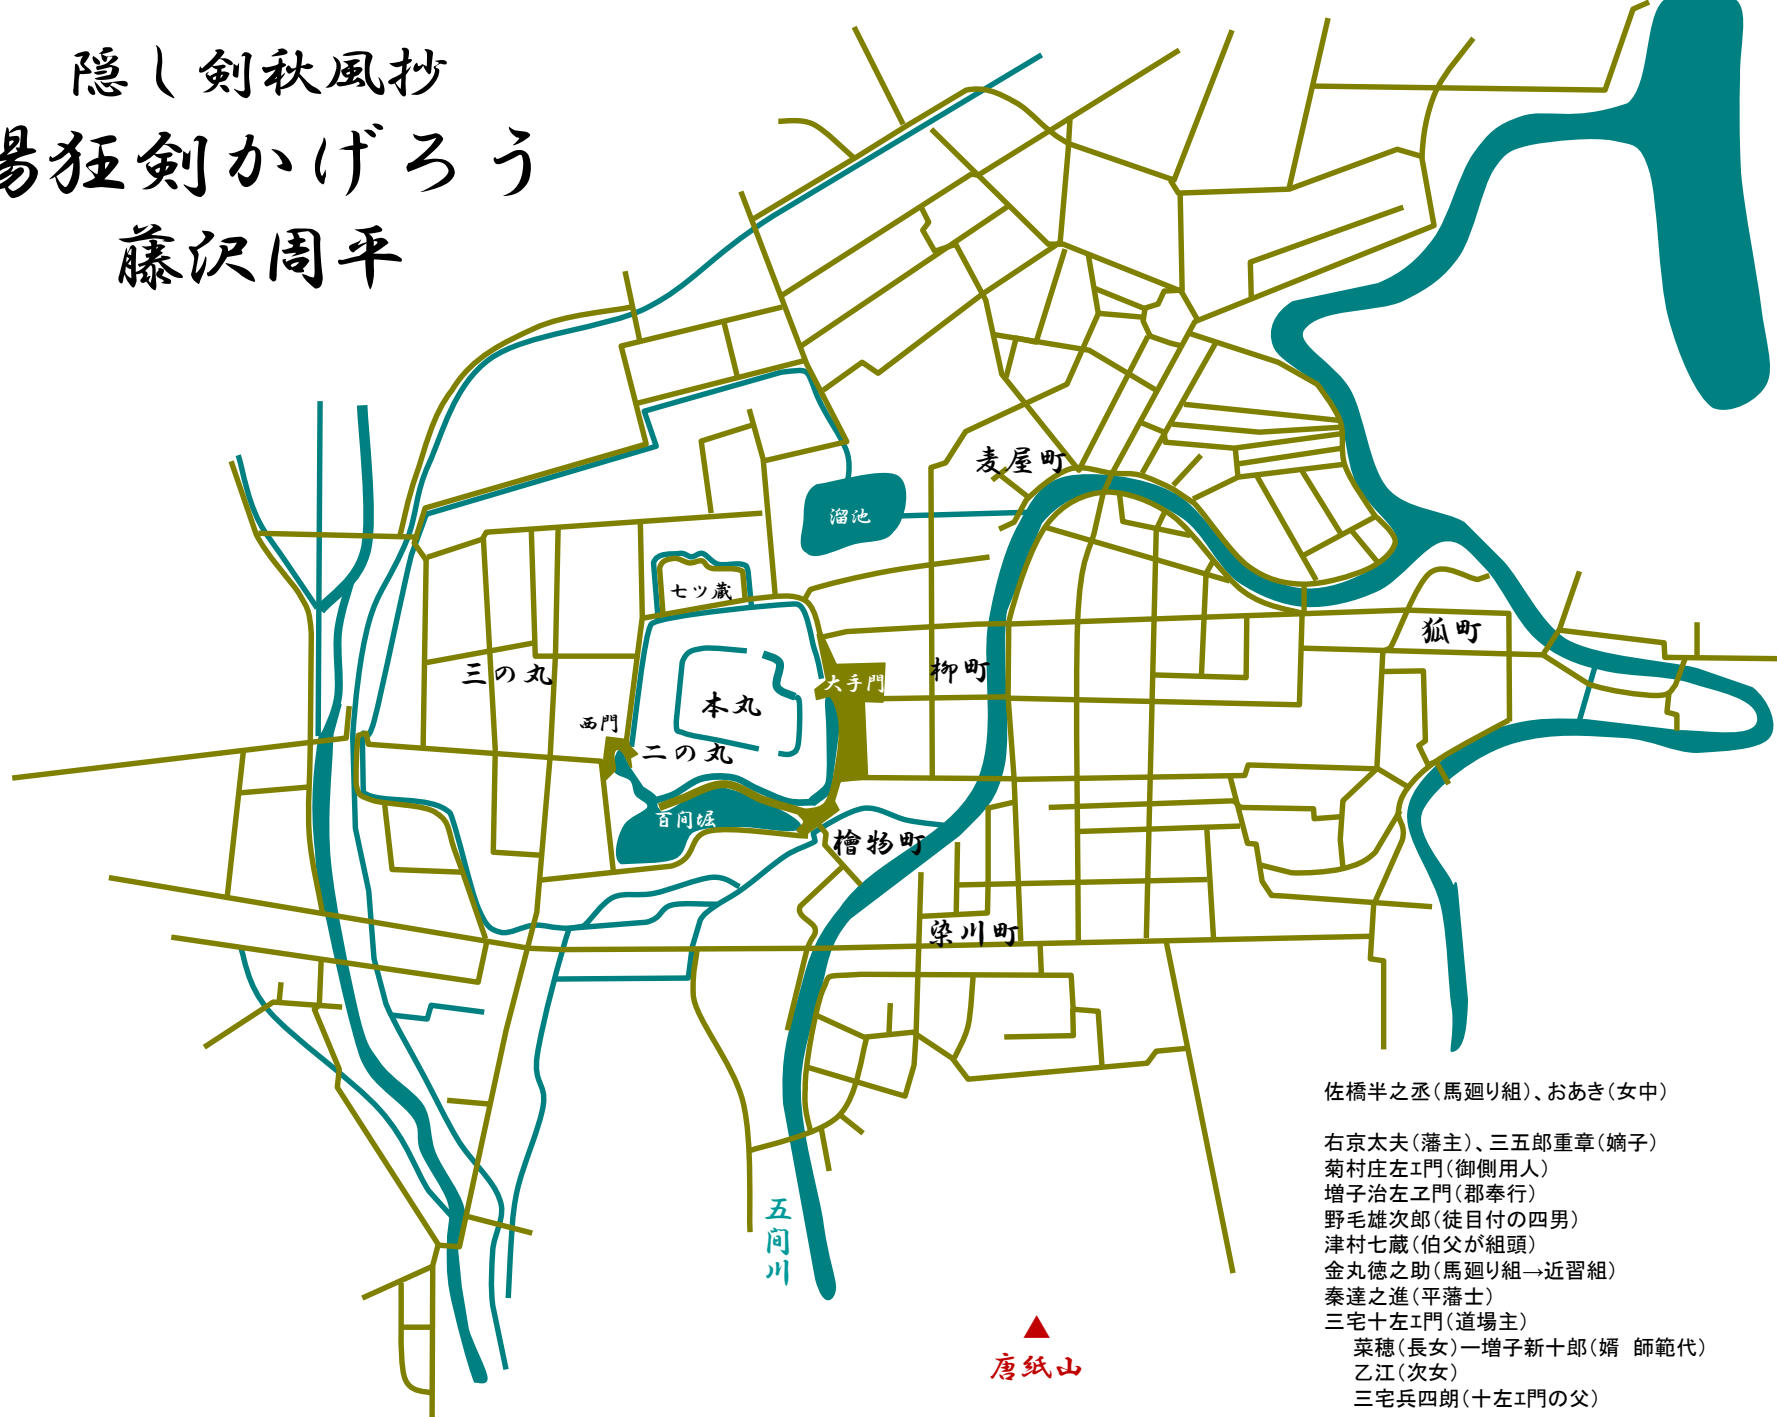 隠し剣秋風抄
陽狂剣かげろう
藤沢周平
麦屋町
溜池
七ツ蔵
狐町
三の丸
柳町
大手門
本丸
西門
二の丸
百间堀
檜物町
染川町
五间川
唐紙山
佐橋半之丞(馬廻り組)、おあき(女中)
右京太夫(藩主)、三五郎重章(嫡子)
菊村庄左ェ門(御側用人)
増子治左ヱ門(郡奉行)
野毛雄次郎(徒目付の四男)
津村七蔵(伯父が組頭)
金丸徳之助(馬廻り組→近習組)
秦達之進(平藩士)
三宅十左ェ門(道場主)
菜穂(長女)ー増子新十郎(婿 師範代)
乙江(次女)
三宅兵四朗(十左ェ門の父)